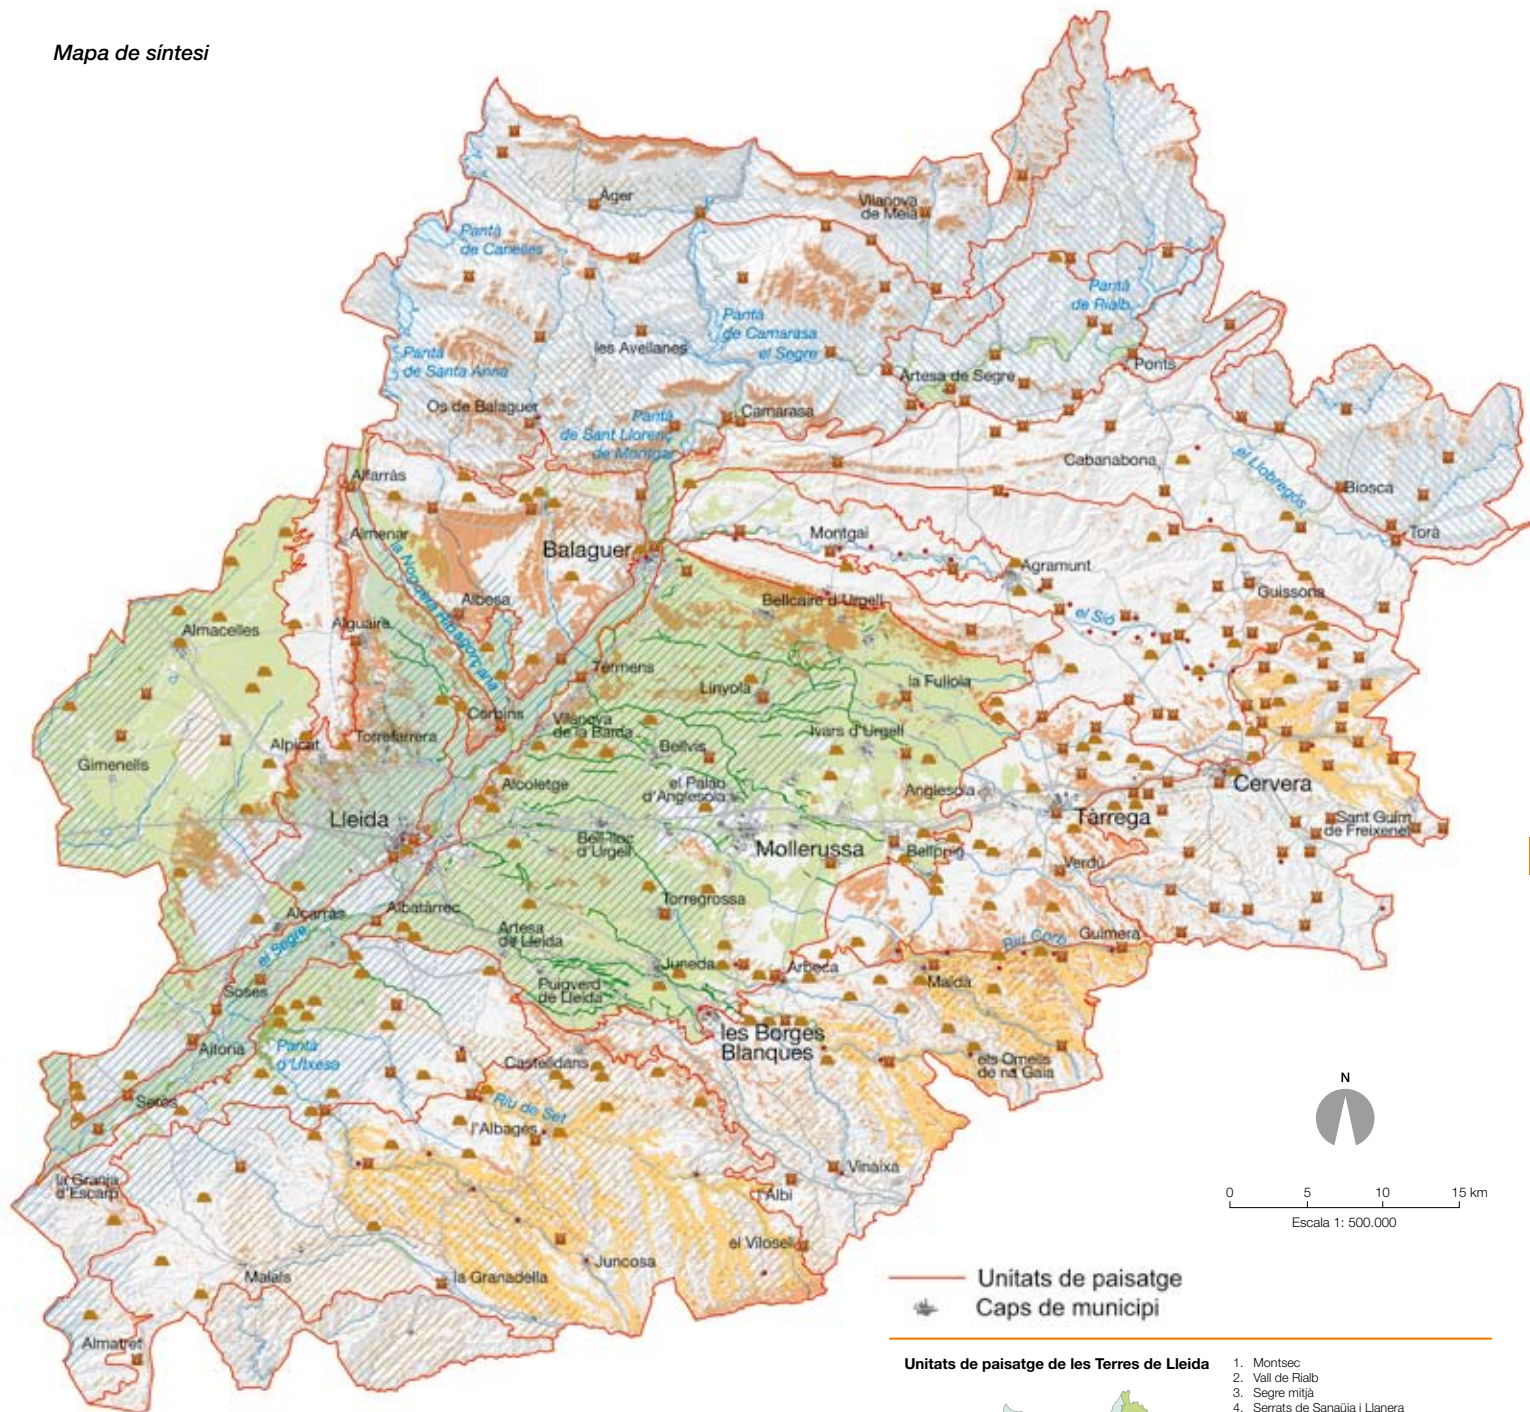 Mapa de síntesi
Àger
Vilanova
de Meià
Pantà
de Canelles
Pantà
de Rialb
Pantà
de Camarasa
el Segre
les Avellanes
Pantà
de Santa Anna
Ponts
Artesa de Segre
Os de Balaguer
Pantà
de Sant Llorenç
de Montgai
Camarasa
Cabanabona
el Llobregós
Alfarràs
Biosca
Almenar
Montgai
Torà
Balaguer
la Noguera Ribagorçana
Agramunt
Guissona
Albesa
Bellcaire d'Urgell
el Sió
Almacelles
Alguaire
Térmens
Linyola
la Fuliola
Corbins
Vilanova
de la Barda
Ivars d'Urgell
Torrefarrera
Alpicat
Bellvís
Gimenells
Alcoletge
el Palau
d'Anglesola
Anglesola
Cervera
Lleida
Tàrrega
Sant Guim
de Freixenet
Bell-lloc
d'Urgell
Mollerussa
Bellpuig
Verdú
Torregrossa
Alcarràs
Albatàrrec
Artesa
de Lleida
el Segre
Riu Corb
Guimerà
Juneda
Arbeca
Maldà
Soses
Puigverd
de Lleida
les Borges
Blanques
Aitona
Pantà
d'Utxesa
Castelldans
els Omells
de na Gaia
Seròs
Riu de Set
l'Albagés
la Granja
d'Escarp
Vinaixa
l'Albi
el Vilosell
Maials
la Granadella
Juncosa
Almatret
N
0 5 10 15 km
Escala 1: 500.000
Unitats de paisatge
Caps de municipi
Unitats de paisatge de les Terres de Lleida
1. Montsec
2. Vall de Rialb
3. Segre mitjà
4. Serrats de Sanaüja i Llanera